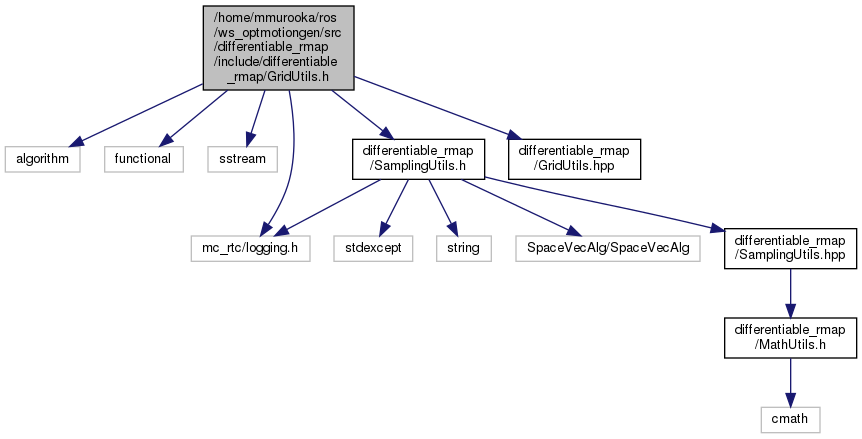 /home/mmurooka/ros
/ws_optmotiongen/src
/differentiable_rmap
/include/differentiable
_rmap/GridUtils.h
algorithm
functional
sstream
differentiable_rmap
/SamplingUtils.h
differentiable_rmap
/GridUtils.hpp
mc_rtc/logging.h
stdexcept
string
SpaceVecAlg/SpaceVecAlg
differentiable_rmap
/SamplingUtils.hpp
differentiable_rmap
/MathUtils.h
cmath